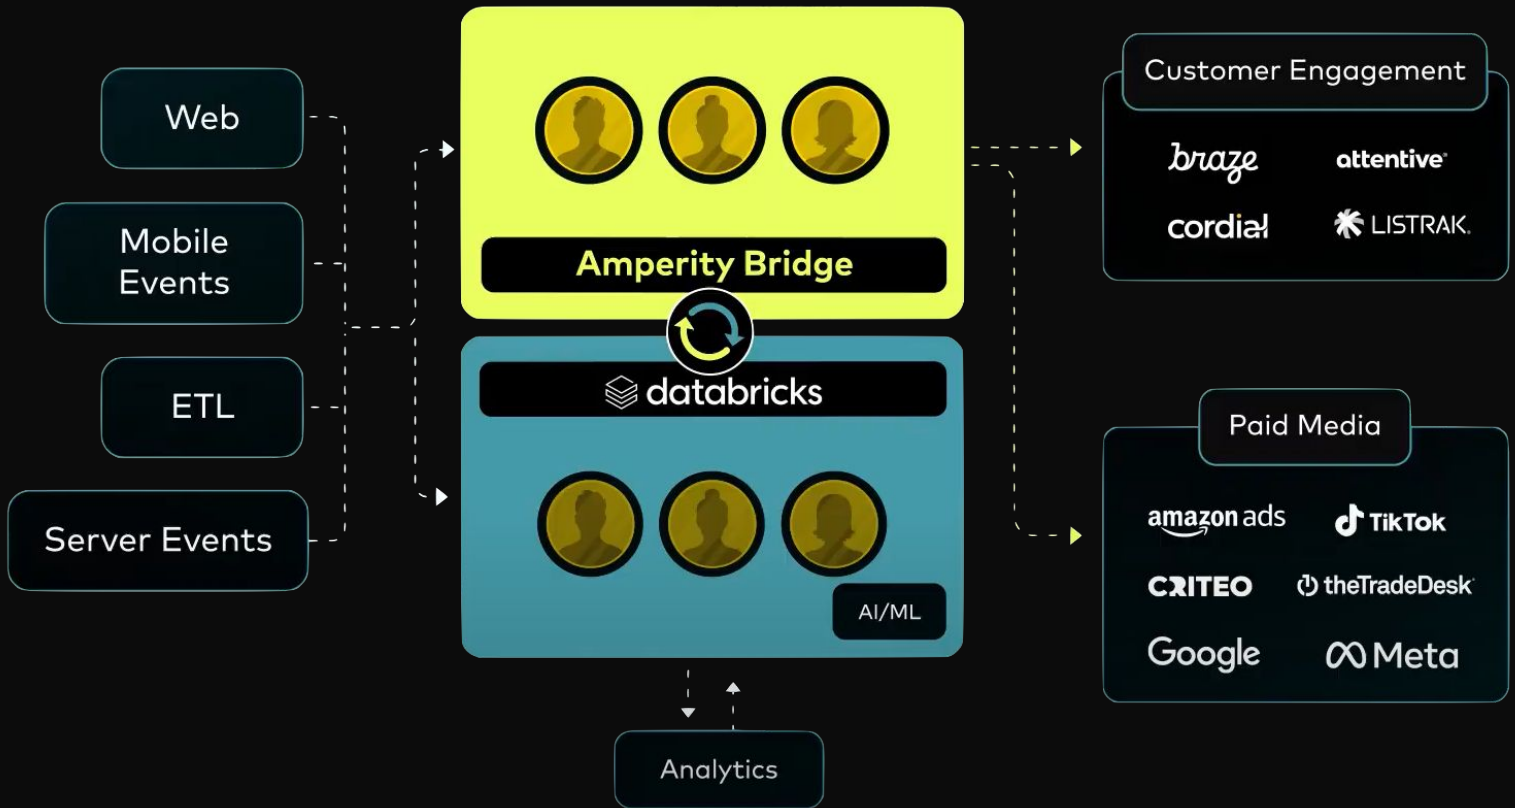 Web
Mobile
Events
ETL
Server Events
Amperity Bridge
databricks
AI/ML
Analytics
Customer Engagement
braze
attentive
cordial
LISTRAK.
Paid Media
amazon ads
TikTok
CRITEO
theTradeDesk
Google
Meta